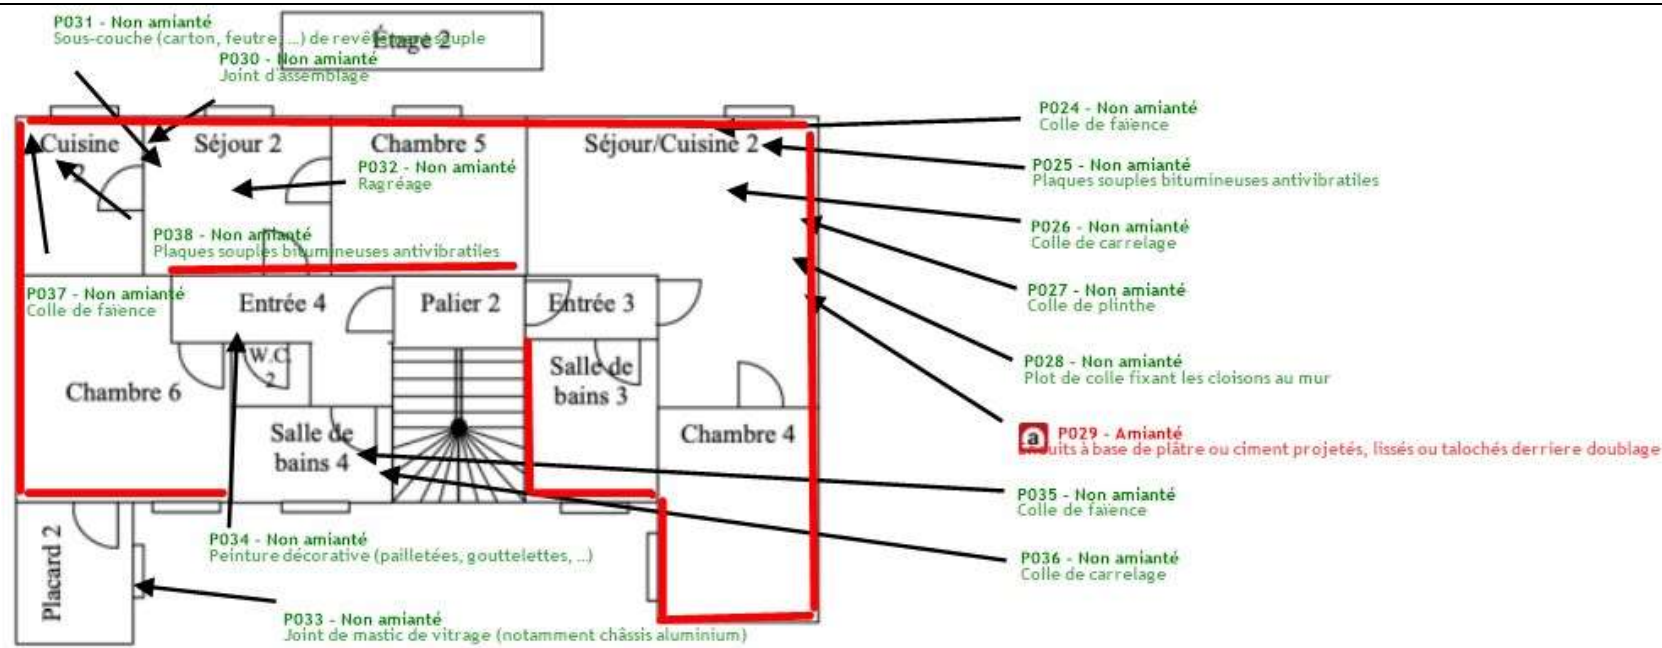 P031 - Non amianté
Sous-couche (carton, feutre, ...) de revêtement souple
Étage 2
P030 - Non amianté
Joint d'assemblage
P024 - Non amianté
Colle de faïence
Cuisine
2
Séjour 2
Chambre 5
Séjour/Cuisine 2
P032 - Non amianté
Ragréage
P025 - Non amianté
Plaques souples bitumineuses antivibratiles
P026 - Non amianté
Colle de carrelage
P038 - Non amianté
Plaques souples bitumineuses antivibratiles
P037 - Non amianté
Colle de faïence
Entrée 4
Palier 2
Entrée 3
P027 - Non amianté
Colle de plinthe
W.C.
2
Salle de
bains 3
P028 - Non amianté
Plot de colle fixant les cloisons au mur
Chambre 6
Salle de
bains 4
Chambre 4
a P029 - Amianté
Enduits à base de plâtre ou ciment projetés, lissés ou talochés derriere doublage
P035 - Non amianté
Colle de faïence
P034 - Non amianté
Peinture décorative (pailletées, gouttelettes, ...)
P036 - Non amianté
Colle de carrelage
Placard 2
P033 - Non amianté
Joint de mastic de vitrage (notamment châssis aluminium)